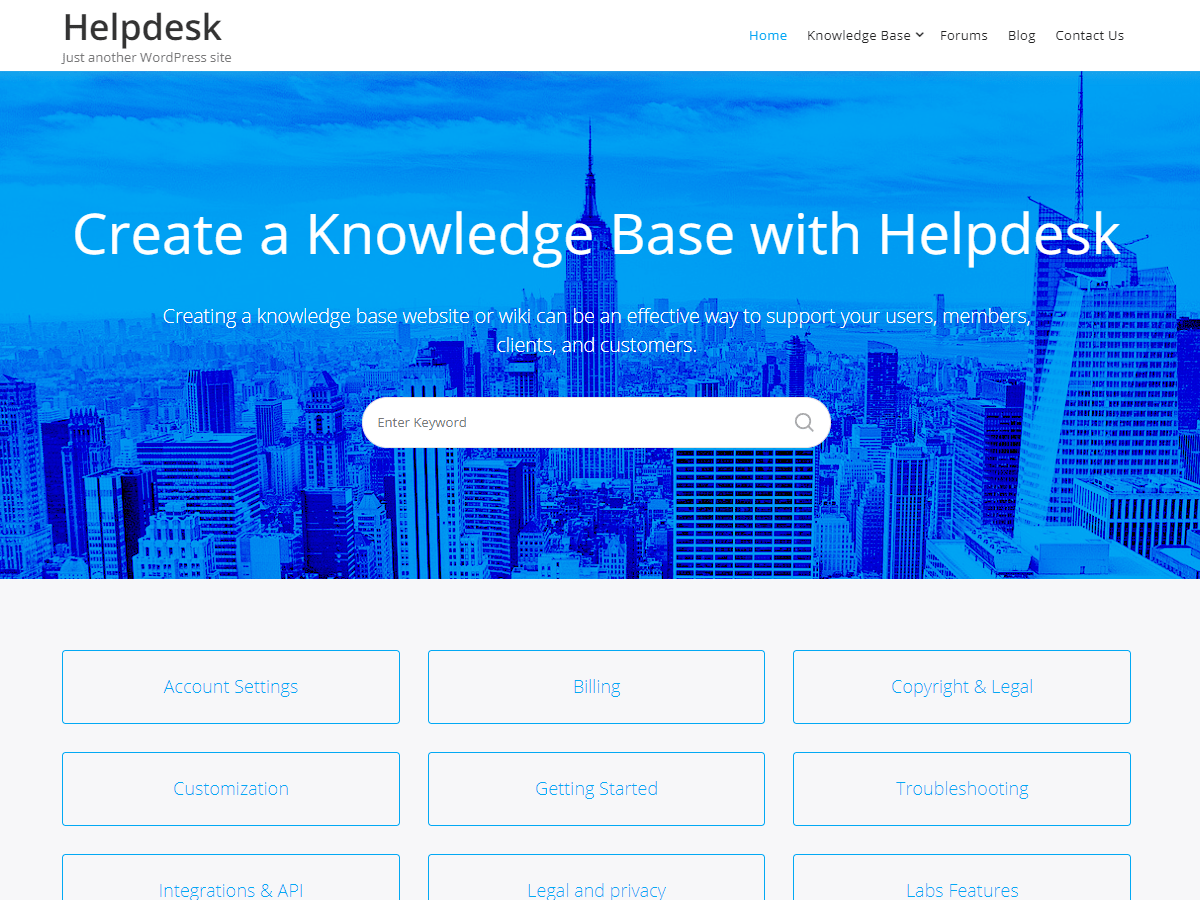 Helpdesk
Just another WordPress site
Home Knowledge Base Forums Blog Contact Us
Create a Knowledge Base with Helpdesk
Creating a knowledge base website or wiki can be an effective way to support your users, members,
clients, and customers.
Enter Keyword
Account Settings Billing Copyright & Legal
Customization Getting Started Troubleshooting
Integrations & API Legal and privacy Labs Features